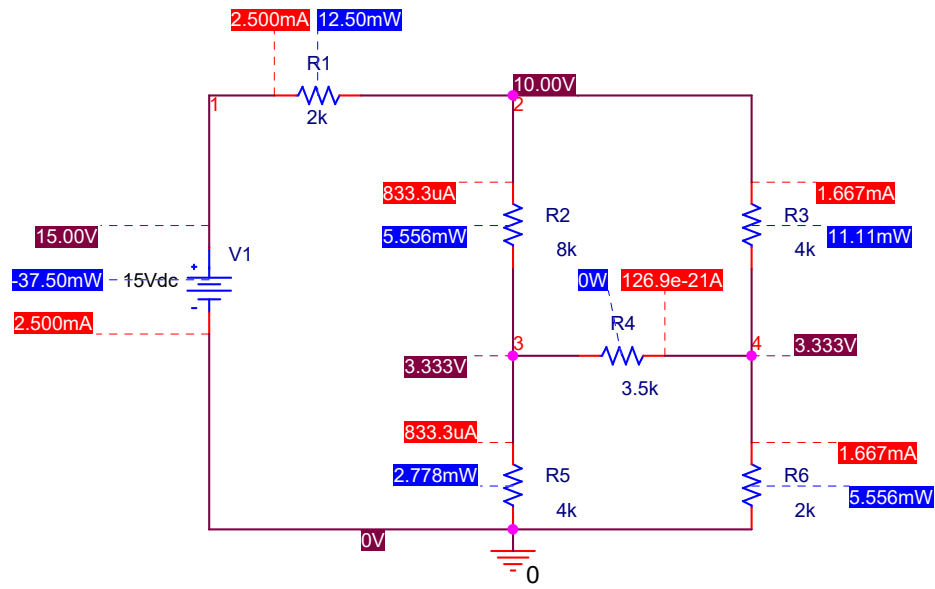 2.500mA 12.50mW
R1
10.00V
1
2k
2
833.3uA
1.667mA
R2
R3
15.00V
5.556mW
11.11mW
8k
4k
V1
+
-37.50mW
15Vdc
0W
126.9e-21A
-
2.500mA
R4
3
4
3.333V
3.333V
3.5k
833.3uA
1.667mA
2.778mW
R5
R6
5.556mW
4k
2k
0V
0